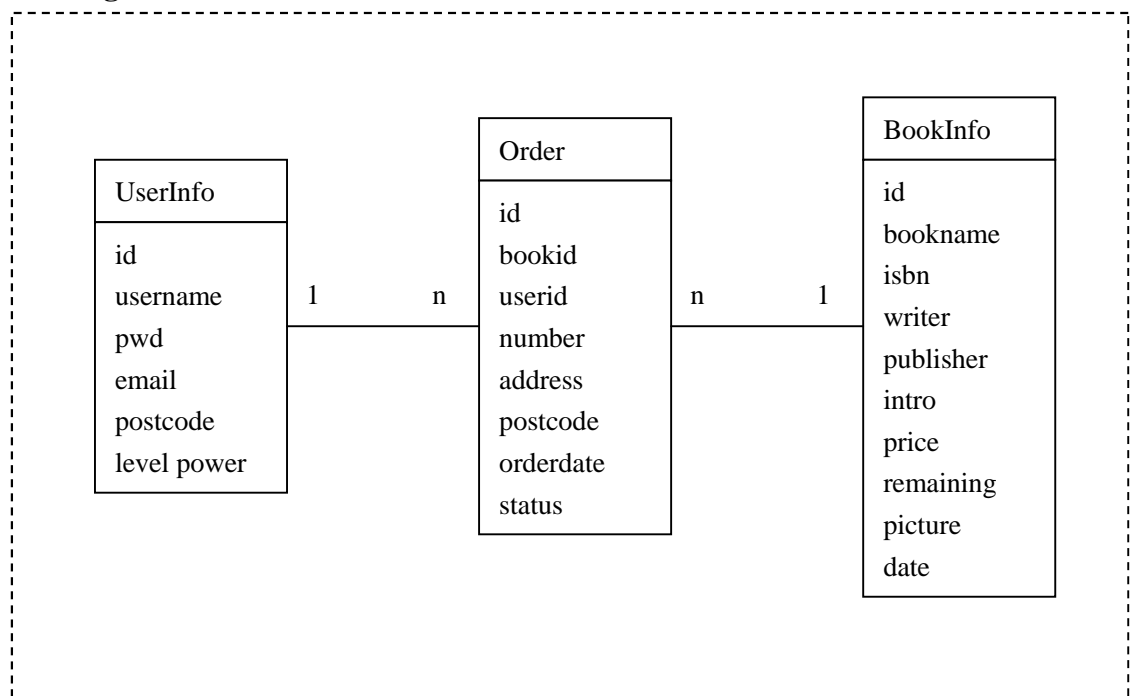 UserInfo
id
username
pwd
email
postcode
level power
1
n
Order
id
bookid
userid
number
address
postcode
orderdate
status
n
1
BookInfo
id
bookname
isbn
writer
publisher
intro
price
remaining
picture
date